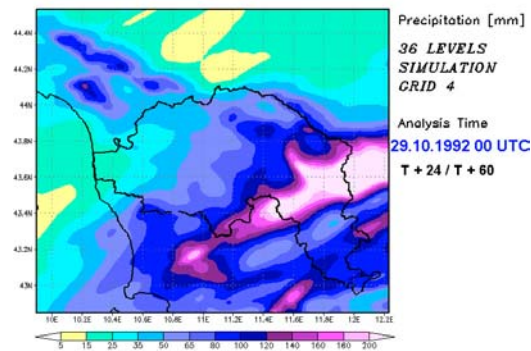 Precipitation [mm]
36 LEVELS
SIMULATION
GRID 4
Analysis Time
29.10.1992 00 UTC
T + 24 / T + 60
44.4N
44.2N
44N
43.8N
43.6N
43.4N
43.2N
43N
10E 10.2E 10.4E 10.6E 10.8E 11E 11.2E 11.4E 11.6E 11.8E 12E 12.2E
5 15 25 35 50 65 80 100 120 140 160 180 200